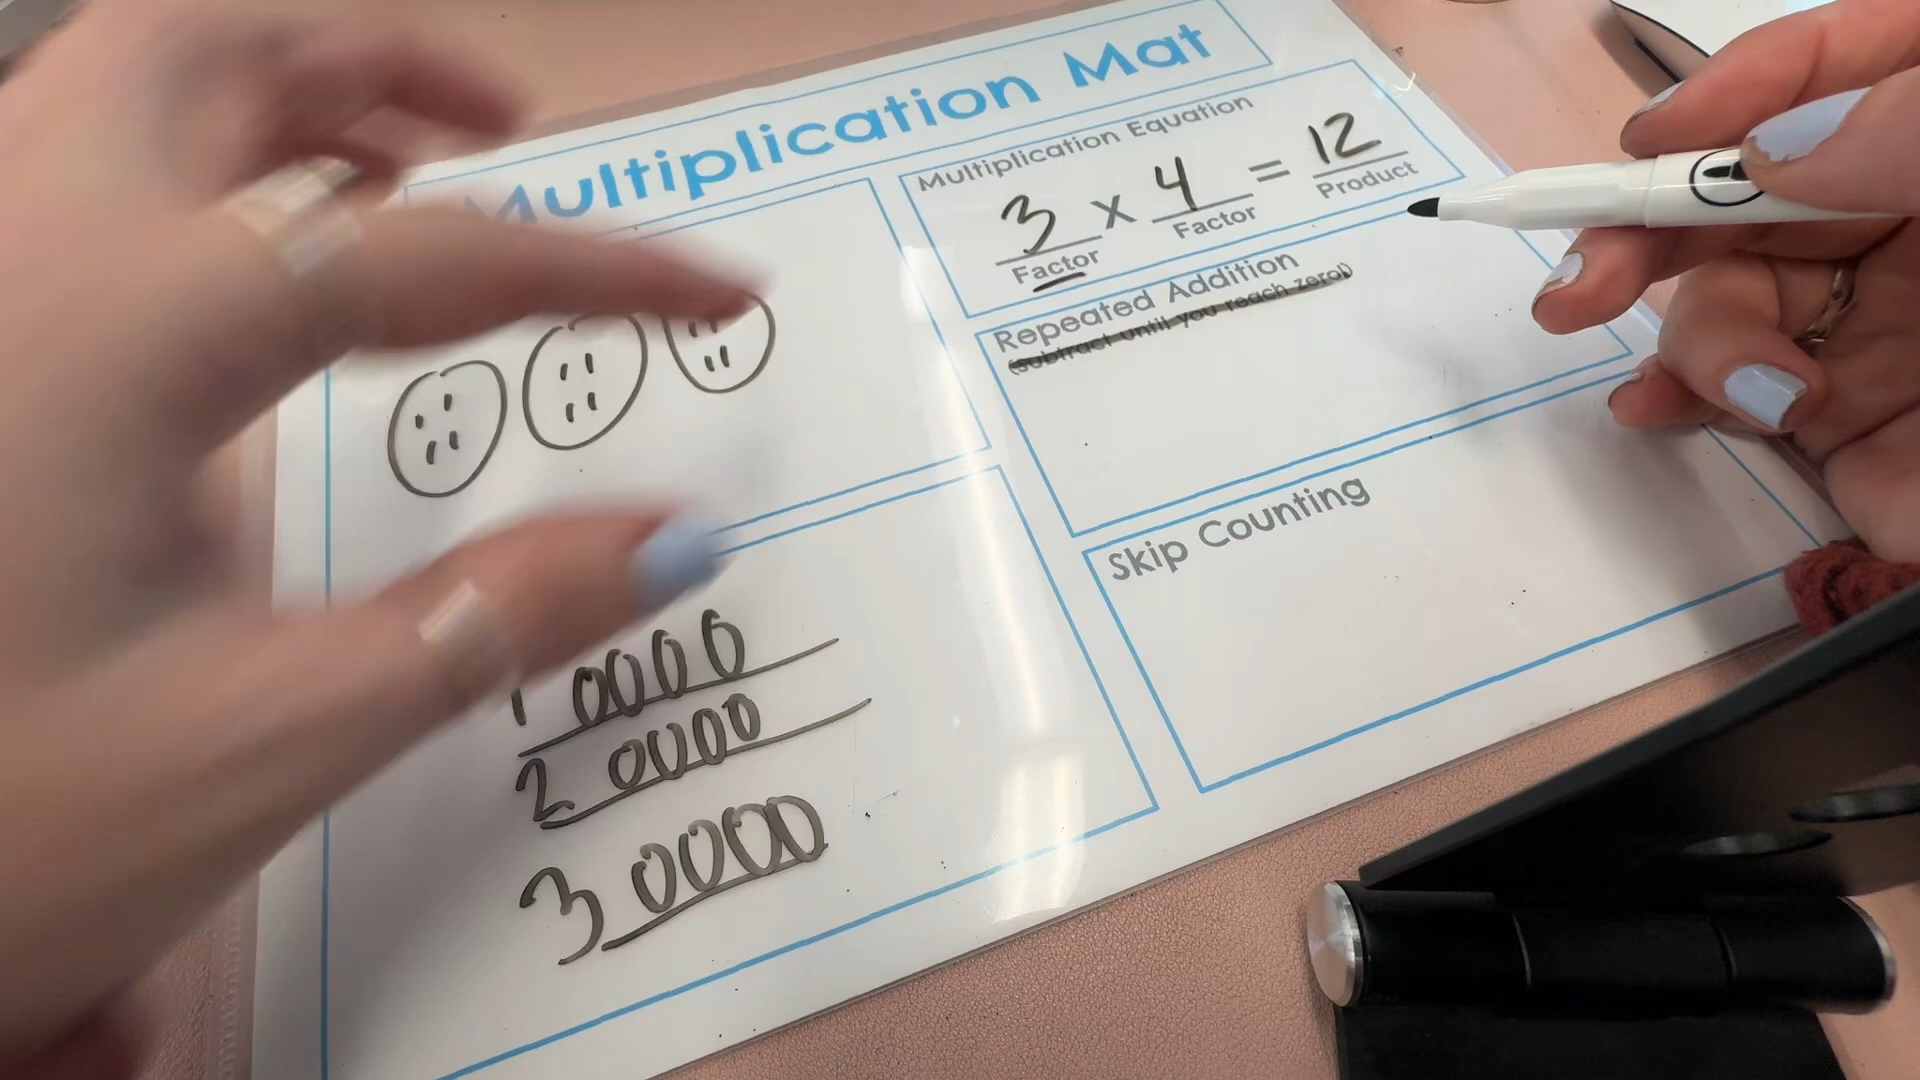 Multiplication Mat
Multiplication Equation
3 x 4 = 12
Factor Factor Product
Repeated Addition
(subtract until you reach zero!)
Skip Counting
1 0000
2 0000
3 0000